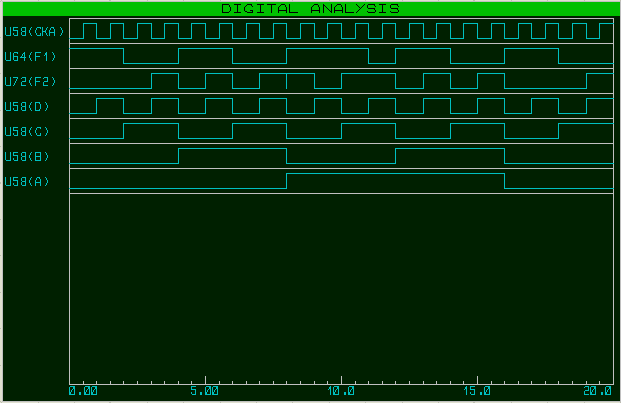 DIGITAL ANALYSIS
U58(CKA)
U64(F1)
U72(F2)
U58(D)
U58(C)
U58(B)
U58(A)
0.00 5.00 10.0 15.0 20.0